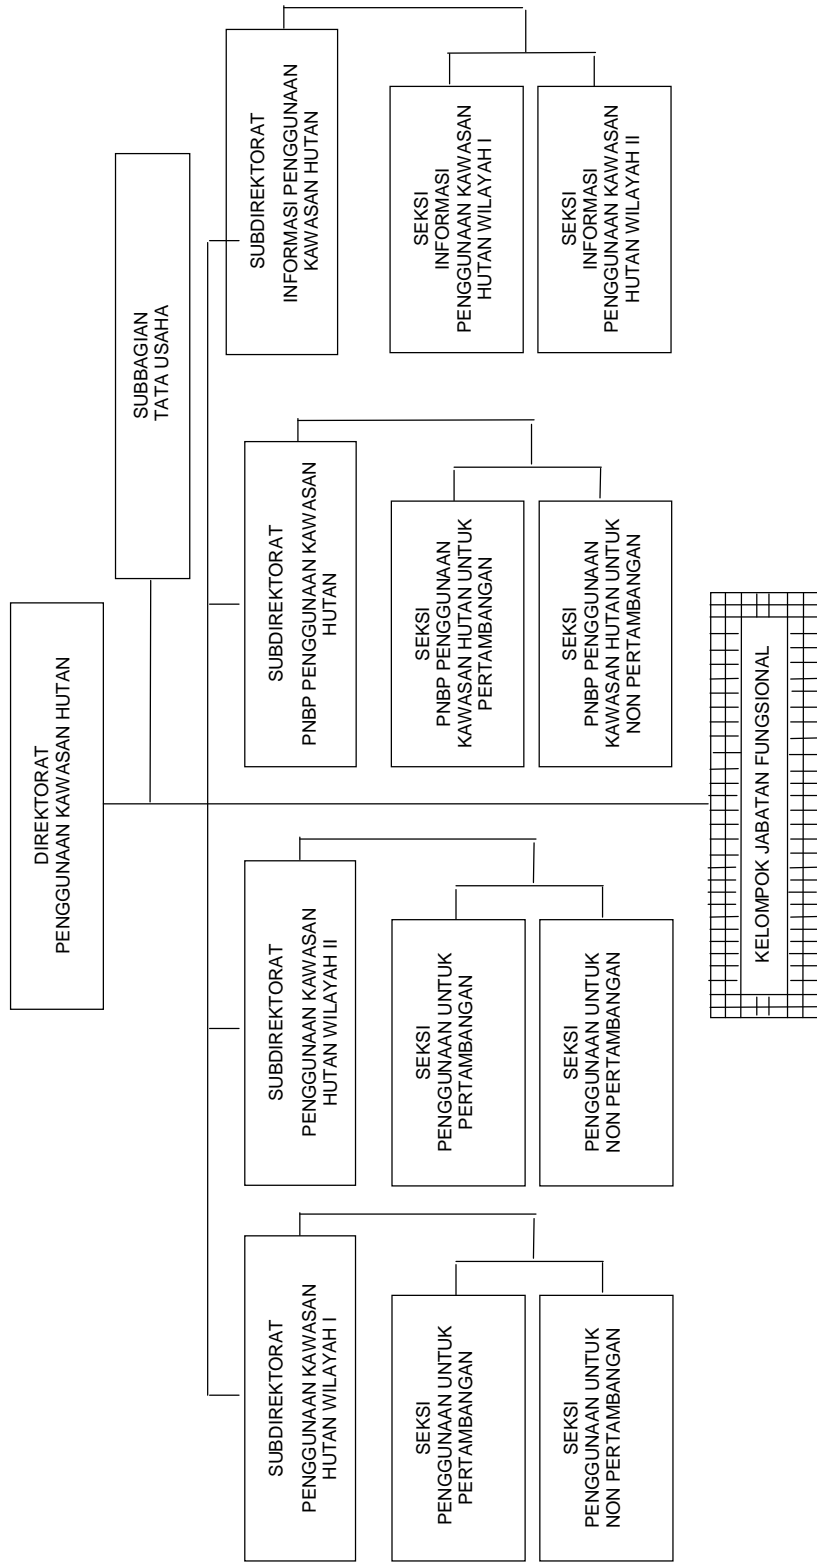 DIREKTORAT
PENGGUNAAN KAWASAN HUTAN
SUBBAGIAN
TATA USAHA
SUBDIREKTORAT
PENGGUNAAN KAWASAN
HUTAN WILAYAH I
SUBDIREKTORAT
PENGGUNAAN KAWASAN
HUTAN WILAYAH II
SUBDIREKTORAT
PNBP PENGGUNAAN KAWASAN
HUTAN
SUBDIREKTORAT
INFORMASI PENGGUNAAN
KAWASAN HUTAN
SEKSI
PENGGUNAAN UNTUK
PERTAMBANGAN
SEKSI
PENGGUNAAN UNTUK
PERTAMBANGAN
SEKSI
PNBP PENGGUNAAN
KAWASAN HUTAN UNTUK
PERTAMBANGAN
SEKSI
INFORMASI
PENGGUNAAN KAWASAN
HUTAN WILAYAH I
SEKSI
PENGGUNAAN UNTUK
NON PERTAMBANGAN
SEKSI
PENGGUNAAN UNTUK
NON PERTAMBANGAN
SEKSI
PNBP PENGGUNAAN
KAWASAN HUTAN UNTUK
NON PERTAMBANGAN
SEKSI
INFORMASI
PENGGUNAAN KAWASAN
HUTAN WILAYAH II
KELOMPOK JABATAN FUNGSIONAL